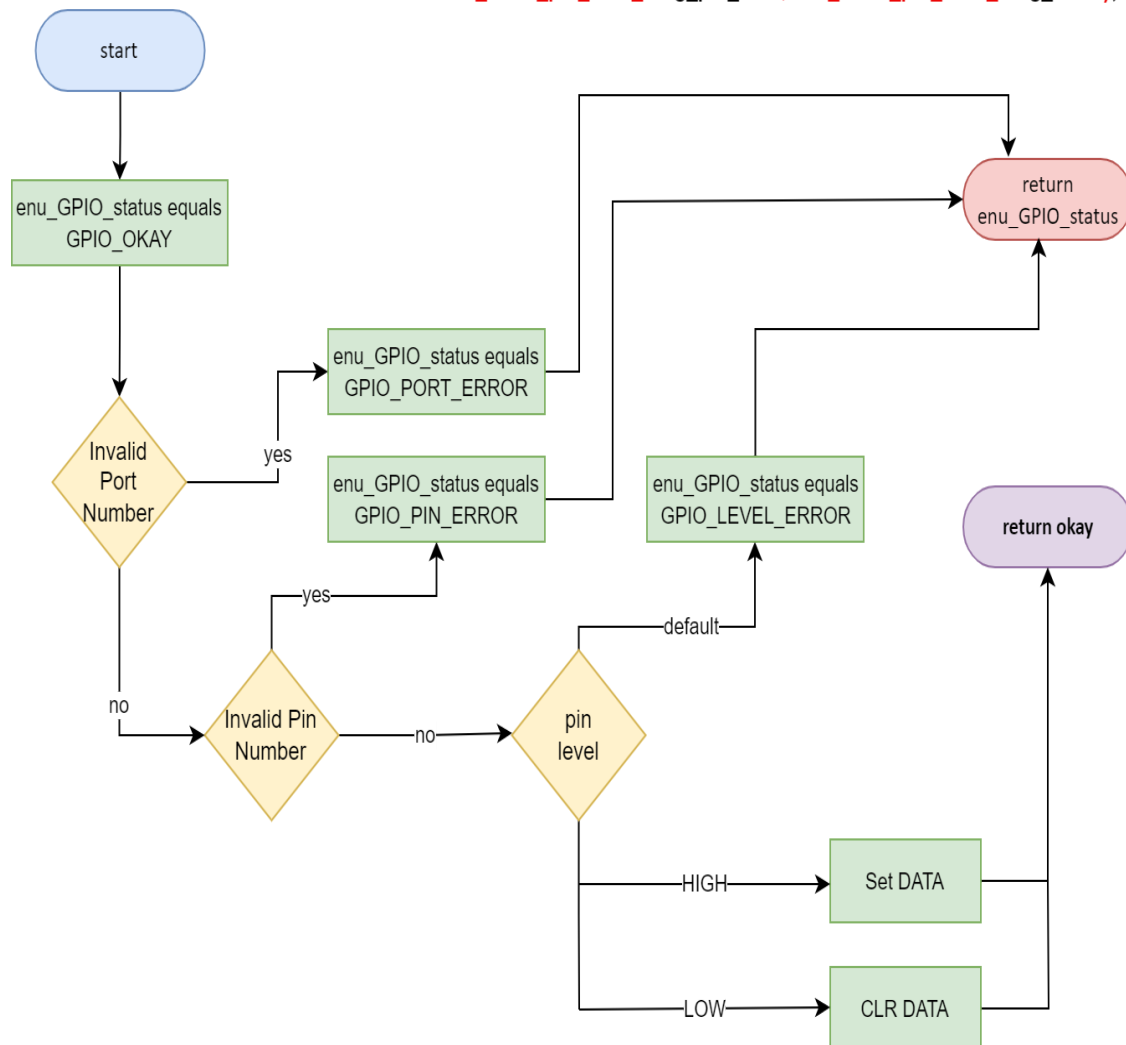 start
enu_GPIO_status equals
GPIO_OKAY
return
enu_GPIO_status
enu_GPIO_status equals
GPIO_PORT_ERROR
Invalid
Port
Number
yes
enu_GPIO_status equals
GPIO_PIN_ERROR
enu_GPIO_status equals
GPIO_LEVEL_ERROR
return okay
yes
default
no
Invalid Pin
Number
no
pin
level
HIGH
Set DATA
LOW
CLR DATA